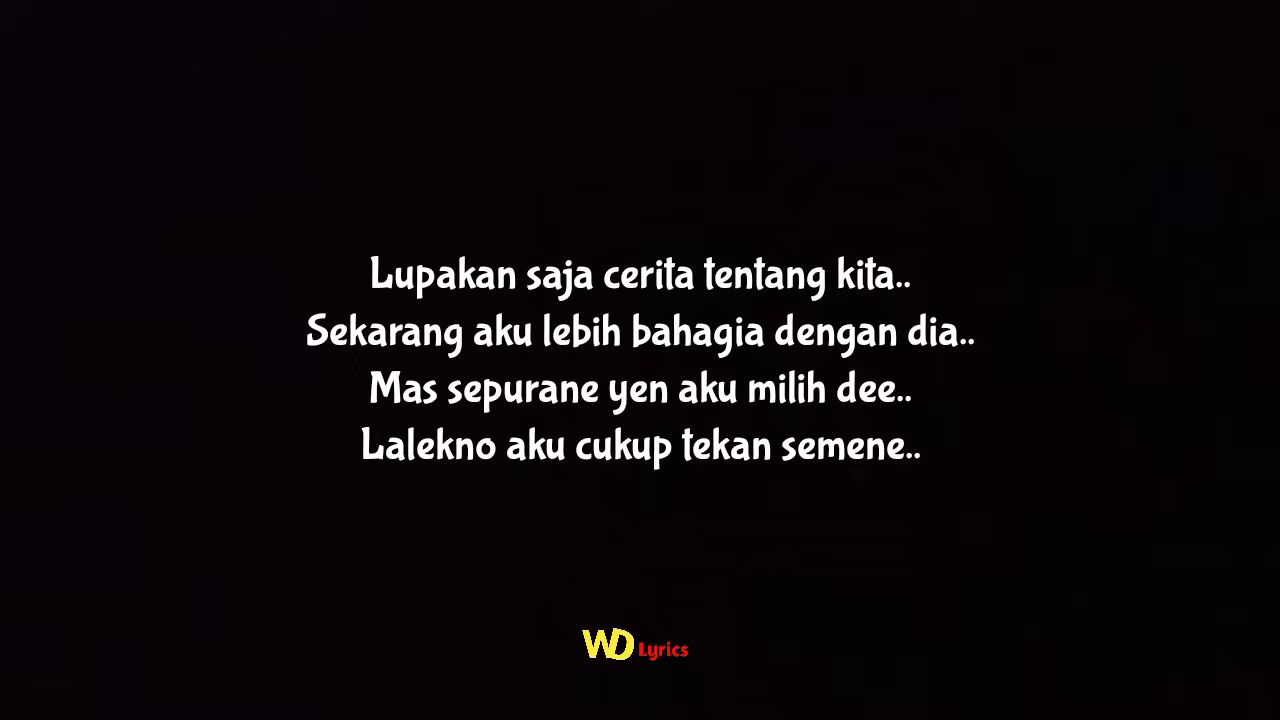 Lupakan saja cerita tentang kita..
Sekarang aku lebih bahagia dengan dia..
Mas sepurane yen aku milih dee..
Lalekno aku cukup tekan semene..
WD Lyrics